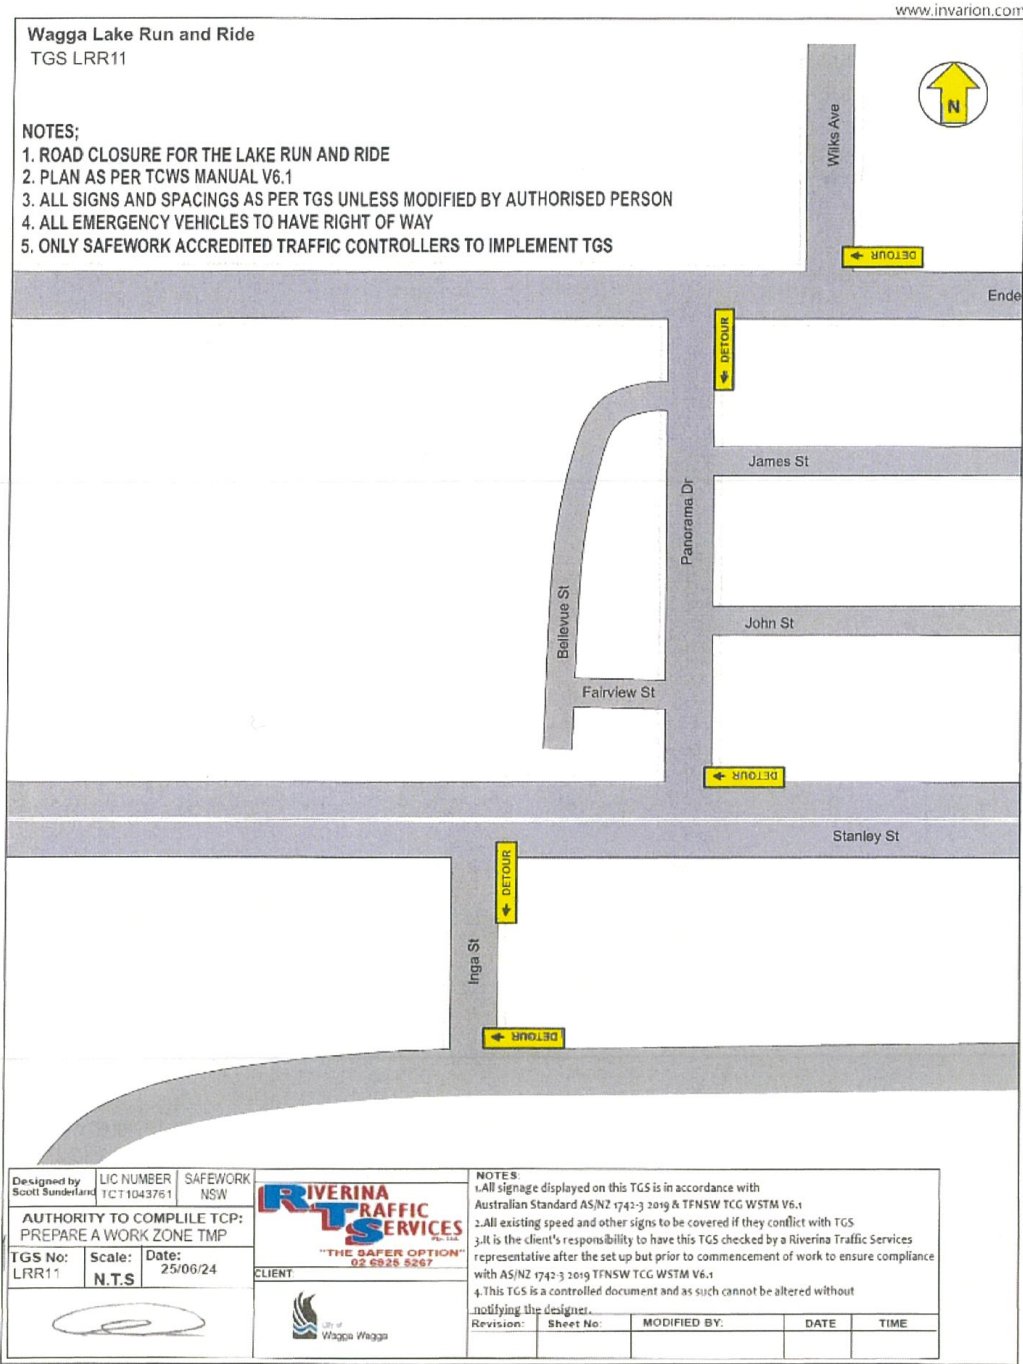 www.invarion.com
Wagga Lake Run and Ride
TGS LRR11
NOTES;
1. ROAD CLOSURE FOR THE LAKE RUN AND RIDE
2. PLAN AS PER TCWS MANUAL V6.1
3. ALL SIGNS AND SPACINGS AS PER TGS UNLESS MODIFIED BY AUTHORISED PERSON
4. ALL EMERGENCY VEHICLES TO HAVE RIGHT OF WAY
5. ONLY SAFEWORK ACCREDITED TRAFFIC CONTROLLERS TO IMPLEMENT TGS
N
Wilks Ave
DETOUR
Ende
DETOUR
James St
Panorama Dr
Bellevue St
John St
Fairview St
DETOUR
Stanley St
DETOUR
Inga St
DETOUR
Designed by
Scott Sunderland
LIC NUMBER
TCT1043761
SAFEWORK
NSW
AUTHORITY TO COMPLILE TCP:
PREPARE A WORK ZONE TMP
TGS No:
LRR11
Scale:
N.T.S
Date:
25/06/24
RIVERINA
TRAFFIC
SERVICES
Pty. Ltd.
"THE SAFER OPTION"
02 6925 5267
CLIENT
City of
Wagga Wagga
NOTES:
1.All signage displayed on this TGS is in accordance with
Australian Standard AS/NZ 1742-3 2019 & TFNSW TCG WSTM V6.1
2.All existing speed and other signs to be covered if they conflict with TGS
3.It is the client's responsibility to have this TGS checked by a Riverina Traffic Services
representative after the set up but prior to commencement of work to ensure compliance
with AS/NZ 1742-3 2019 TFNSW TCG WSTM V6.1
4.This TGS is a controlled document and as such cannot be altered without
notifying the designer.
Revision:
Sheet No:
MODIFIED BY:
DATE
TIME